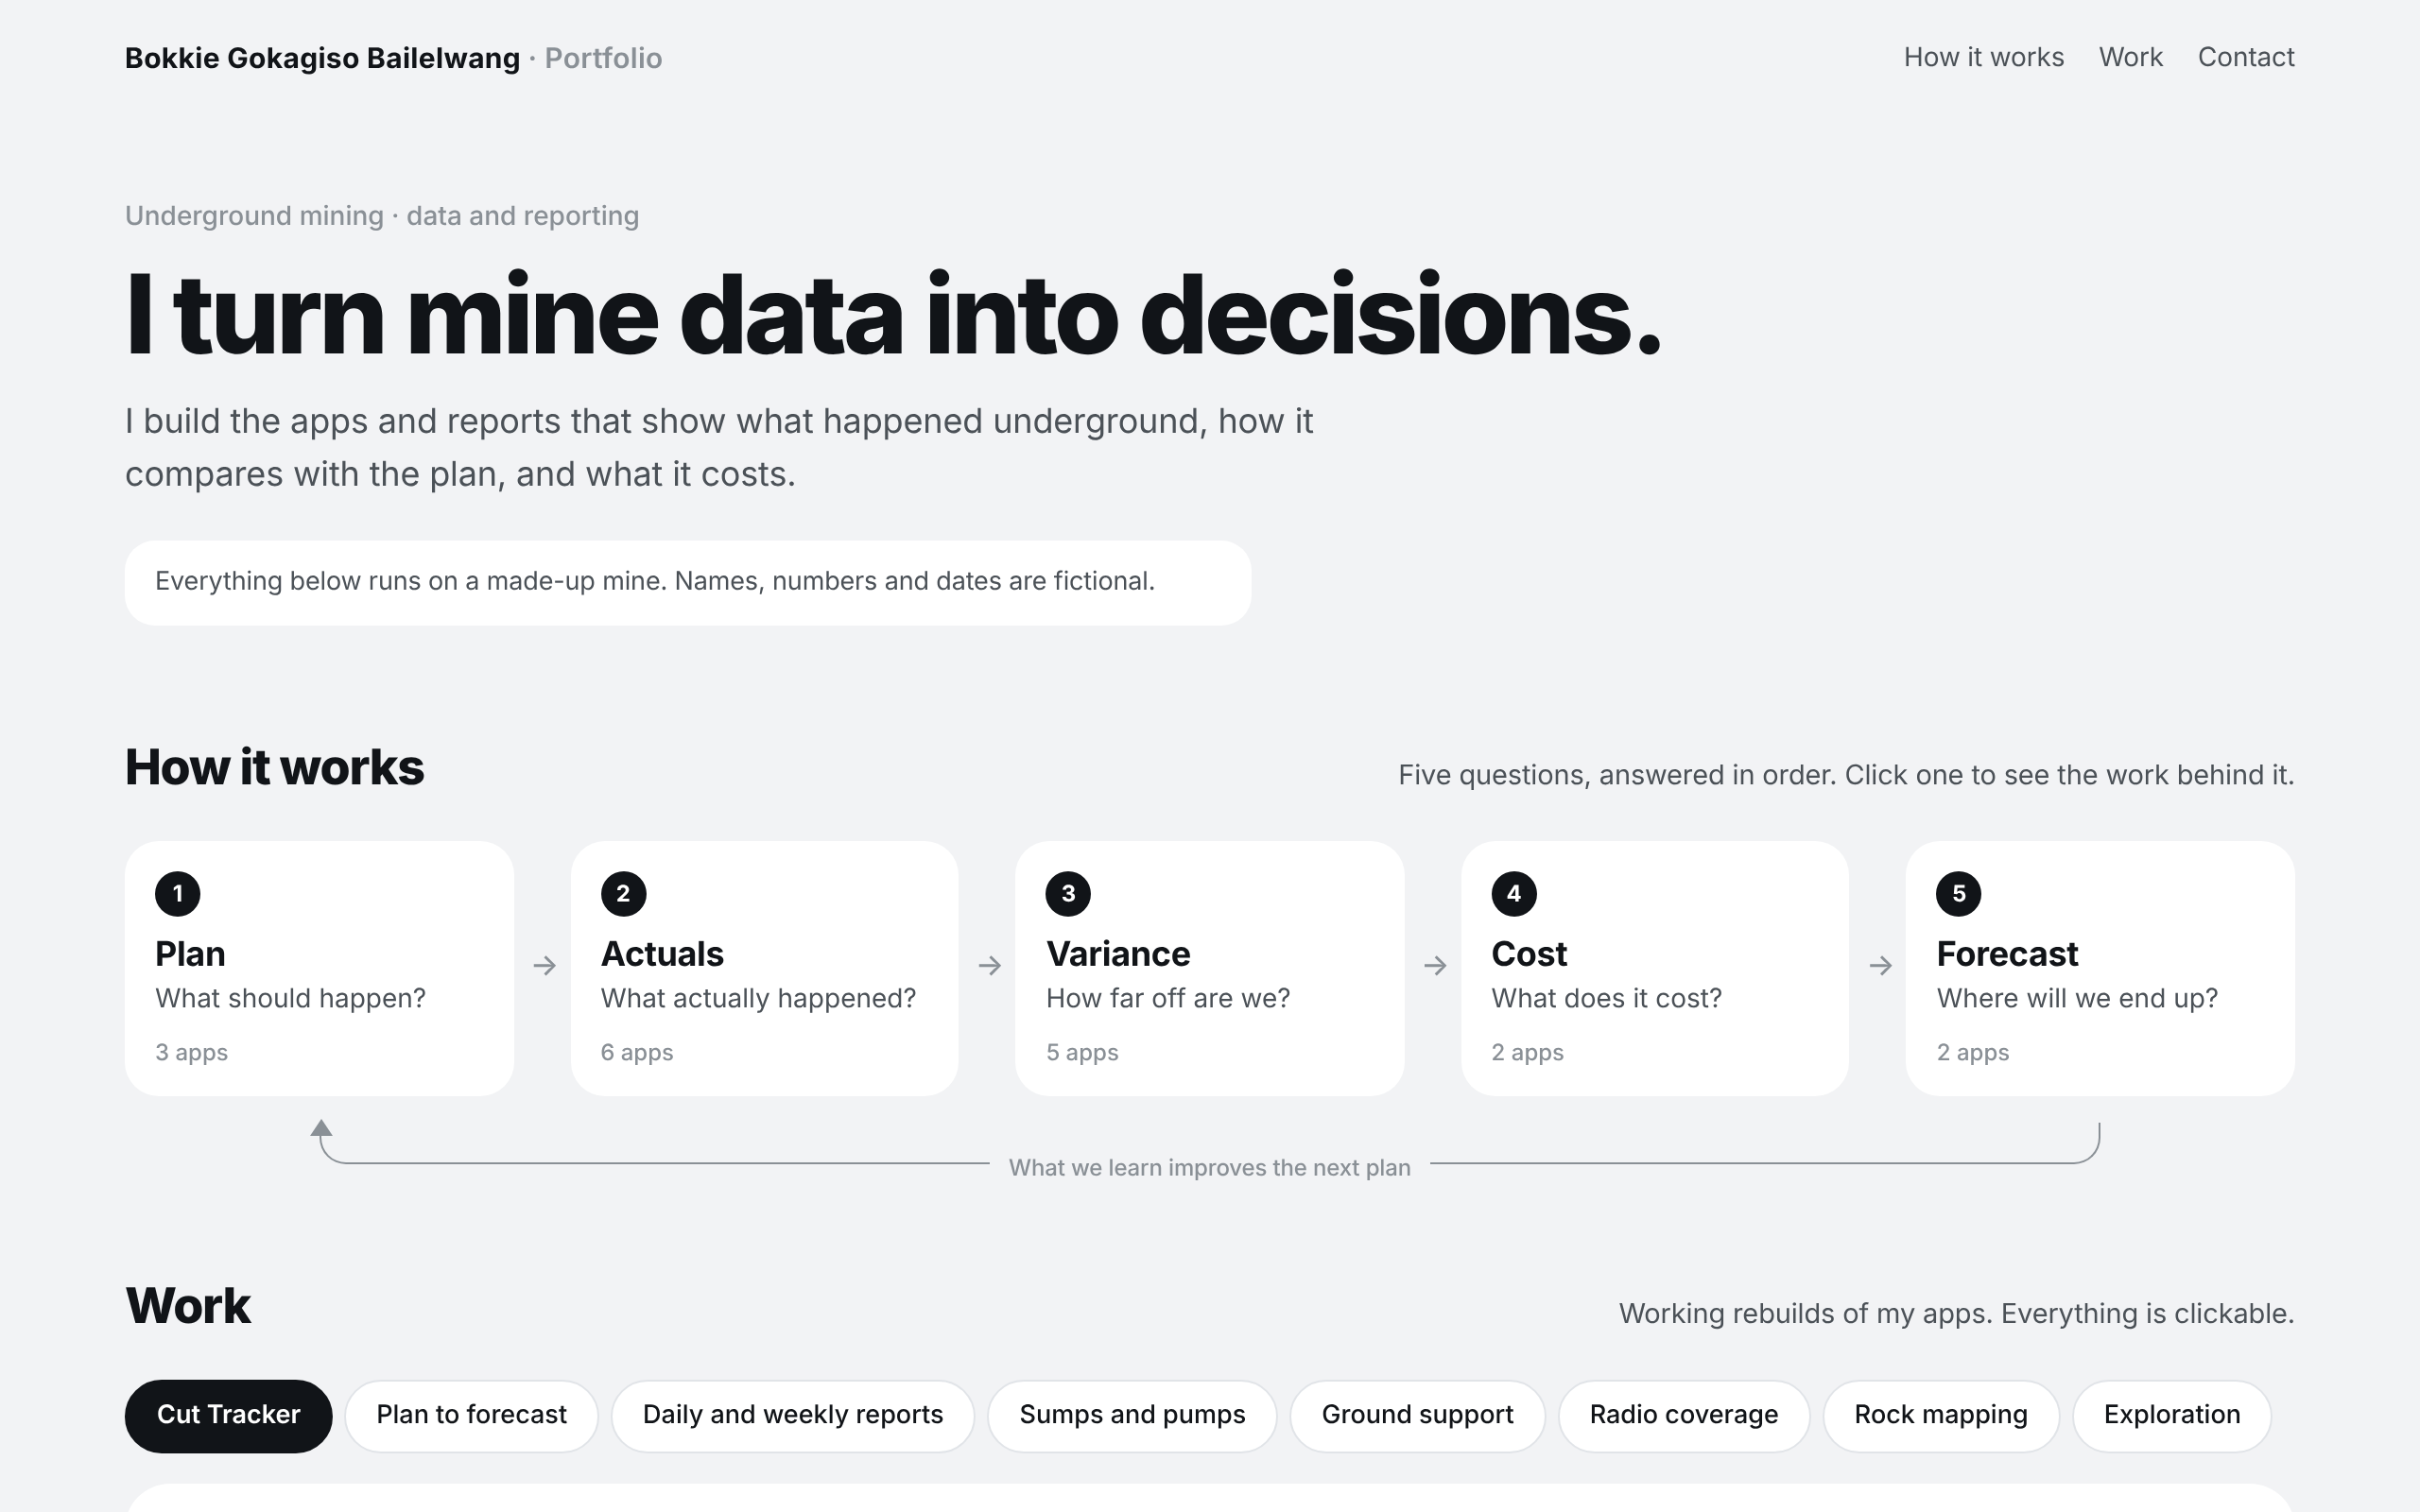 Bokkie Gokagiso Bailelwang · Portfolio
How it works Work Contact
Underground mining · data and reporting
I turn mine data into decisions.
I build the apps and reports that show what happened underground, how it
compares with the plan, and what it costs.
Everything below runs on a made-up mine. Names, numbers and dates are fictional.
How it works
Five questions, answered in order. Click one to see the work behind it.
1
Plan
What should happen?
3 apps
→
2
Actuals
What actually happened?
6 apps
→
3
Variance
How far off are we?
5 apps
→
4
Cost
What does it cost?
2 apps
→
5
Forecast
Where will we end up?
2 apps
What we learn improves the next plan
Work
Working rebuilds of my apps. Everything is clickable.
Cut Tracker
Plan to forecast
Daily and weekly reports
Sumps and pumps
Ground support
Radio coverage
Rock mapping
Exploration